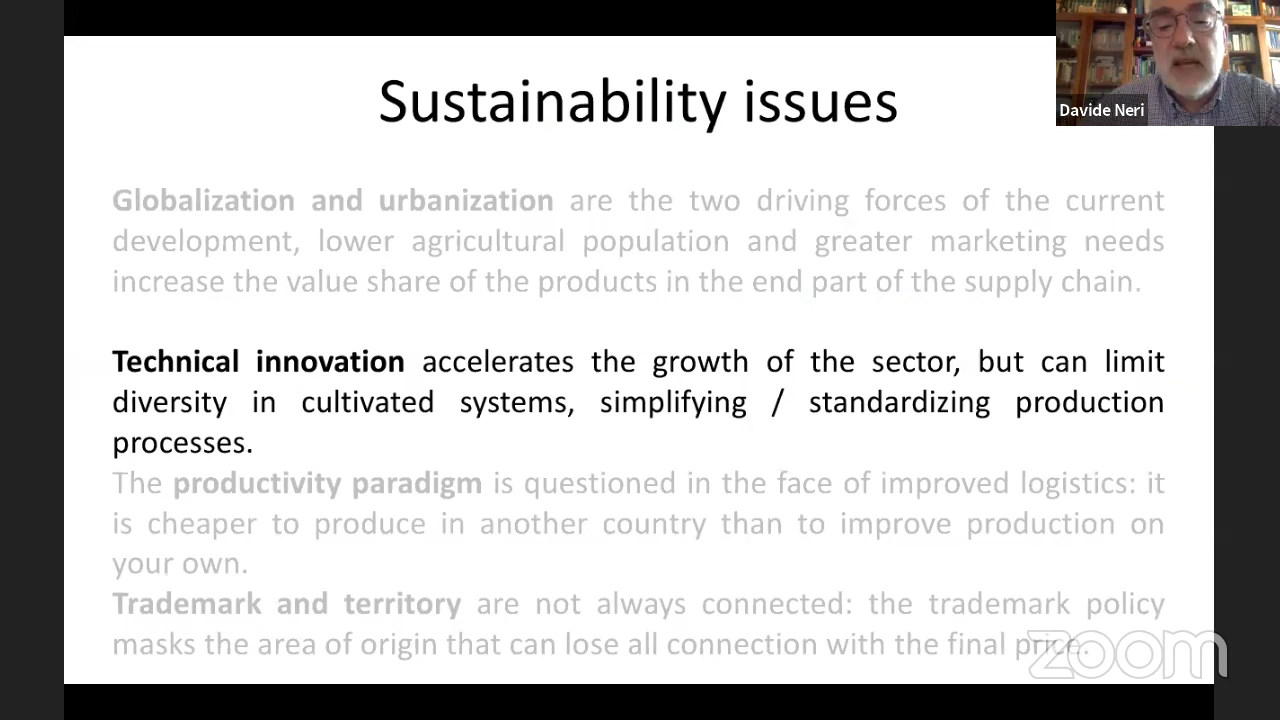 Sustainability issues
Davide Neri
Globalization and urbanization are the two driving forces of the current
development, lower agricultural population and greater marketing needs
increase the value share of the products in the end part of the supply chain.
Technical innovation accelerates the growth of the sector, but can limit
diversity in cultivated systems, simplifying / standardizing production
processes.
The productivity paradigm is questioned in the face of improved logistics: it
is cheaper to produce in another country than to improve production on
your own.
Trademark and territory are not always connected: the trademark policy
masks the area of origin that can lose all connection with the final price.
zoom